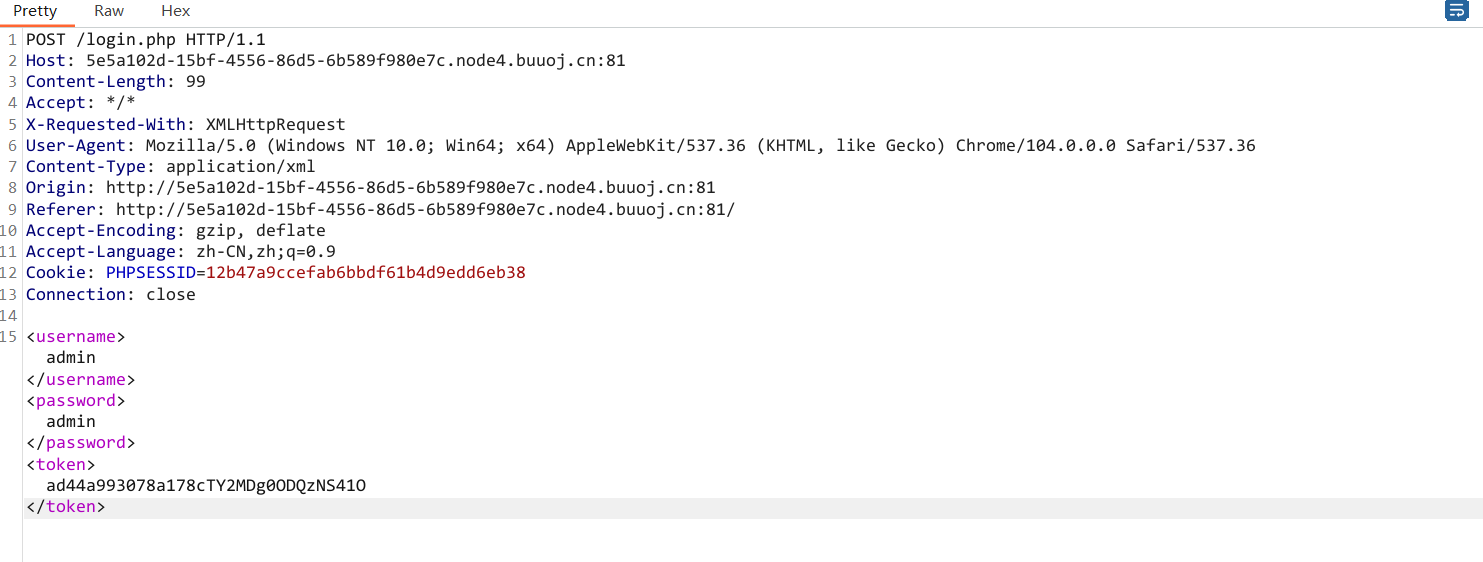 Pretty Raw Hex
1 POST /login.php HTTP/1.1
2 Host: 5e5a102d-15bf-4556-86d5-6b589f980e7c.node4.buuoj.cn:81
3 Content-Length: 99
4 Accept: */*
5 X-Requested-With: XMLHttpRequest
6 User-Agent: Mozilla/5.0 (Windows NT 10.0; Win64; x64) AppleWebKit/537.36 (KHTML, like Gecko) Chrome/104.0.0.0 Safari/537.36
7 Content-Type: application/xml
8 Origin: http://5e5a102d-15bf-4556-86d5-6b589f980e7c.node4.buuoj.cn:81
9 Referer: http://5e5a102d-15bf-4556-86d5-6b589f980e7c.node4.buuoj.cn:81/
10 Accept-Encoding: gzip, deflate
11 Accept-Language: zh-CN,zh;q=0.9
12 Cookie: PHPSESSID=12b47a9ccefab6bbdf61b4d9edd6eb38
13 Connection: close
14
15 <username>
admin
</username>
<password>
admin
</password>
<token>
ad44a993078a178cTY2MDg0ODQzNS41O
</token>